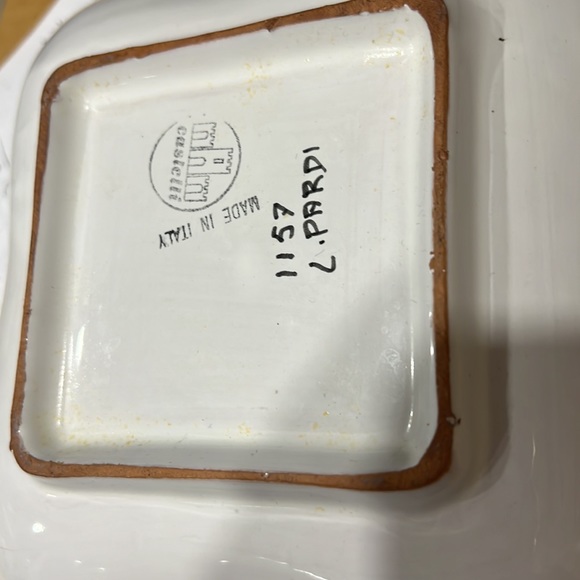 castelli
MADE IN ITALY
1157
L. PARDI